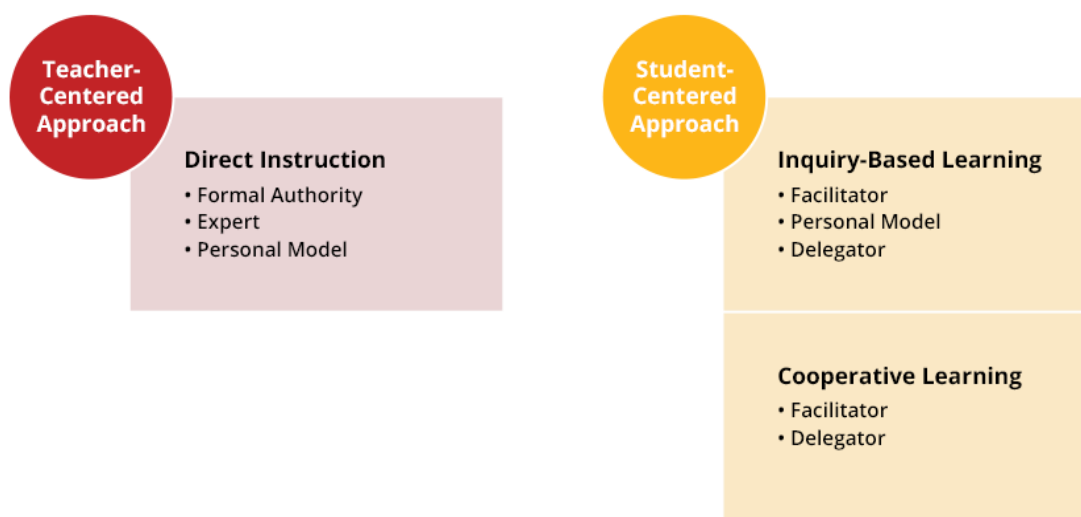 Teacher-
Centered
Approach
Direct Instruction
• Formal Authority
• Expert
• Personal Model
Student-
Centered
Approach
Inquiry-Based Learning
• Facilitator
• Personal Model
• Delegator
Cooperative Learning
• Facilitator
• Delegator